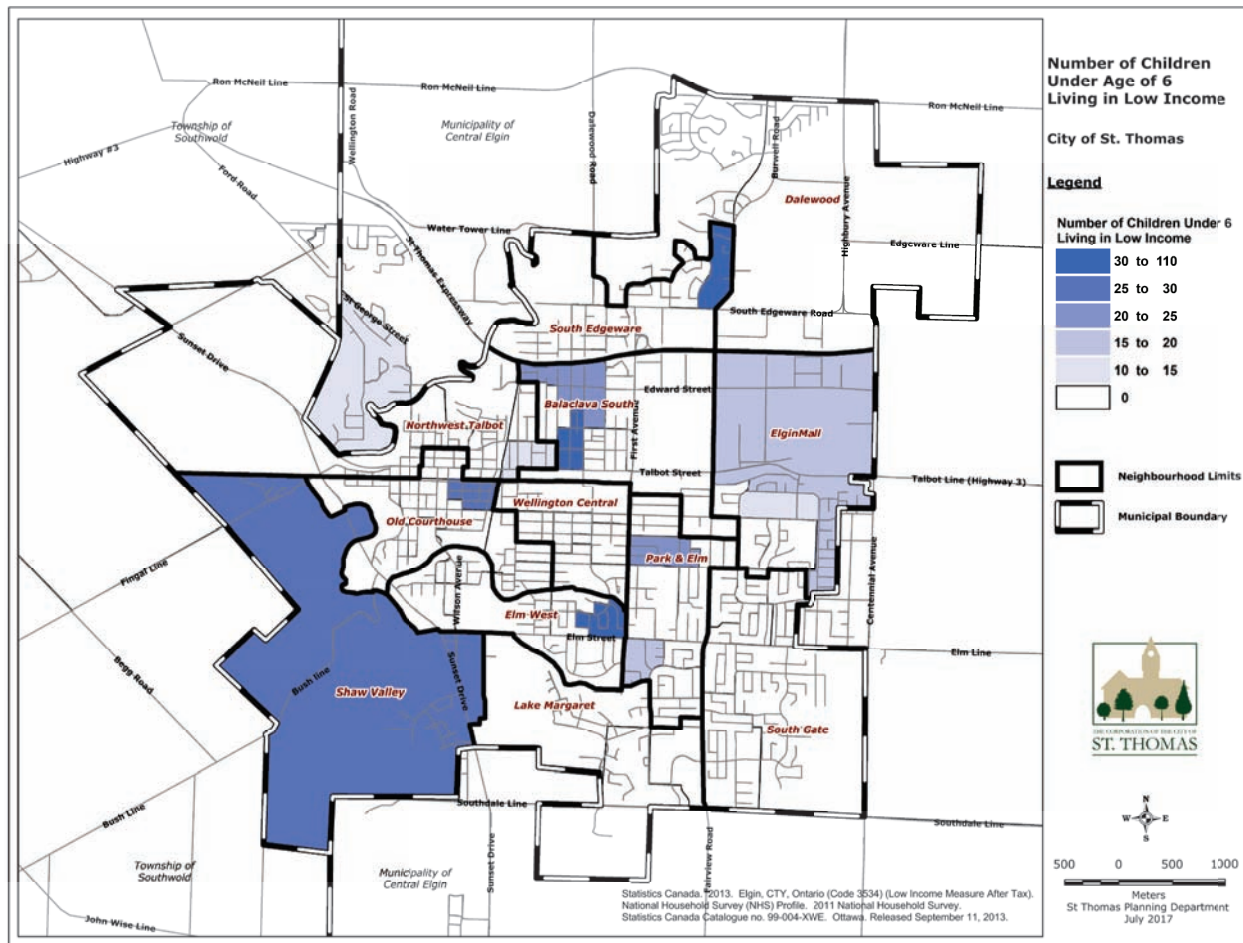 Number of Children
Under Age of 6
Living in Low Income
City of St. Thomas
Legend
Number of Children Under 6
Living in Low Income
30 to 110
25 to 30
20 to 25
15 to 20
10 to 15
0
Neighbourhood Limits
Municipal Boundary
THE CORPORATION OF THE CITY OF
ST. THOMAS
N
W E
S
500 0 500 1000
Meters
St Thomas Planning Department
July 2017
Ron McNeil Line
Ron McNeil Line
Ron McNeil Line
Township of
Southwold
Municipality of
Central Elgin
Highway #3
Ford Road
Wellington Road
Dalewood Road
Burwell Road
Dalewood
Highbury Avenue
Water Tower Line
Edgeware Line
St Thomas Expressway
St George Street
Sunset Drive
South Edgeware Road
South Edgeware
Edward Street
Balaclava South
Northwest Talbot
First Avenue
ElginMall
Talbot Street
Talbot Line (Highway 3)
Wellington Central
Old Courthouse
Park & Elm
Fingal Line
Wilson Avenue
Centennial Avenue
Elm West
Elm Street
Elm Line
Begg Road
Bush line
Shaw Valley
Sunset Drive
Lake Margaret
South Gate
Bush Line
Southdale Line
Southdale Line
Township of
Southwold
Municipality of
Central Elgin
Sunset Drive
Fairview Road
John Wise Line
Statistics Canada. 2013. Elgin, CTY, Ontario (Code 3534) (Low Income Measure After Tax).
National Household Survey (NHS) Profile. 2011 National Household Survey.
Statistics Canada Catalogue no. 99-004-XWE. Ottawa. Released September 11, 2013.